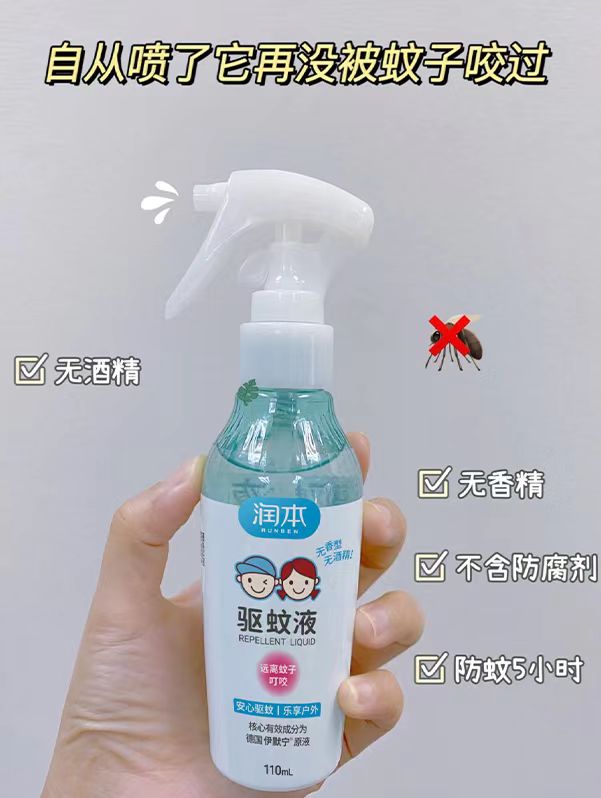 自从喷了它再没被蚊子咬过
无酒精
无香精
不含防腐剂
防蚊5小时
润本
RUNBEN
无香型
无酒精!
驱蚊液
REPELLENT LIQUID
远离蚊子
叮咬
安心驱蚊|乐享户外
核心有效成分为
德国伊默宁®原液
110mL